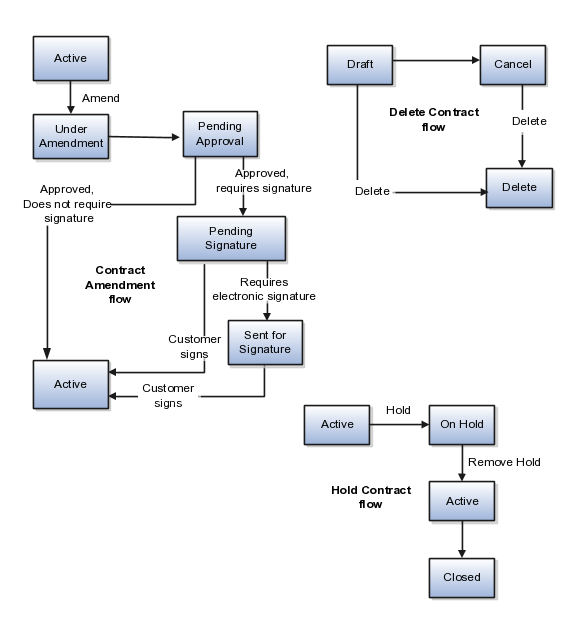 Active
Amend
Under
Amendment
Pending
Approval
Approved,
Does not require
signature
Approved,
requires signature
Pending
Signature
Contract
Amendment
flow
Requires
electronic signature
Sent for
Signature
Customer
signs
Customer
signs
Active
Draft
Cancel
Delete Contract
flow
Delete
Delete
Delete
Active
Hold
On Hold
Remove Hold
Hold Contract
flow
Active
Closed